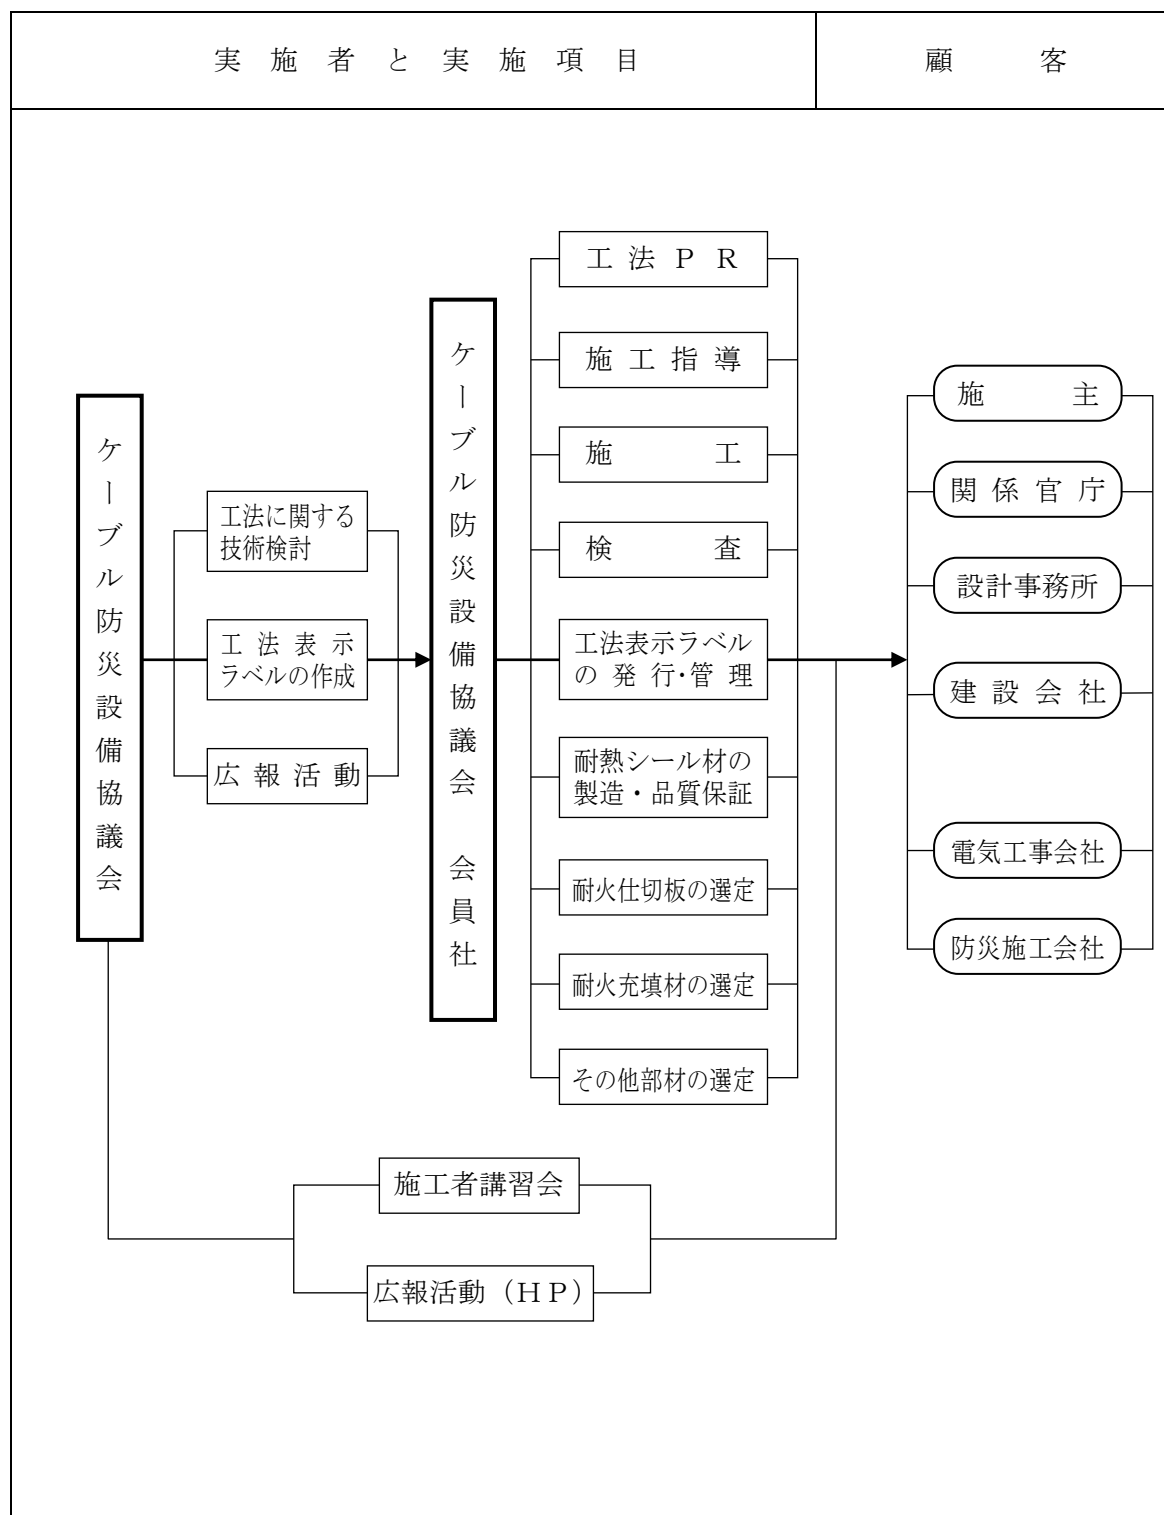 実施者と実施項目
顧客
ケーブル防災設備協議会
工法に関する
技術検討
工法表示
ラベルの作成
広報活動
ケーブル防災設備協議会 会員社
工法PR
施工指導
施工
検査
工法表示ラベル
の発行・管理
耐熱シール材の
製造・品質保証
耐火仕切板の選定
耐火充填材の選定
その他部材の選定
施主
関係官庁
設計事務所
建設会社
電気工事会社
防災施工会社
施工者講習会
広報活動（HP）